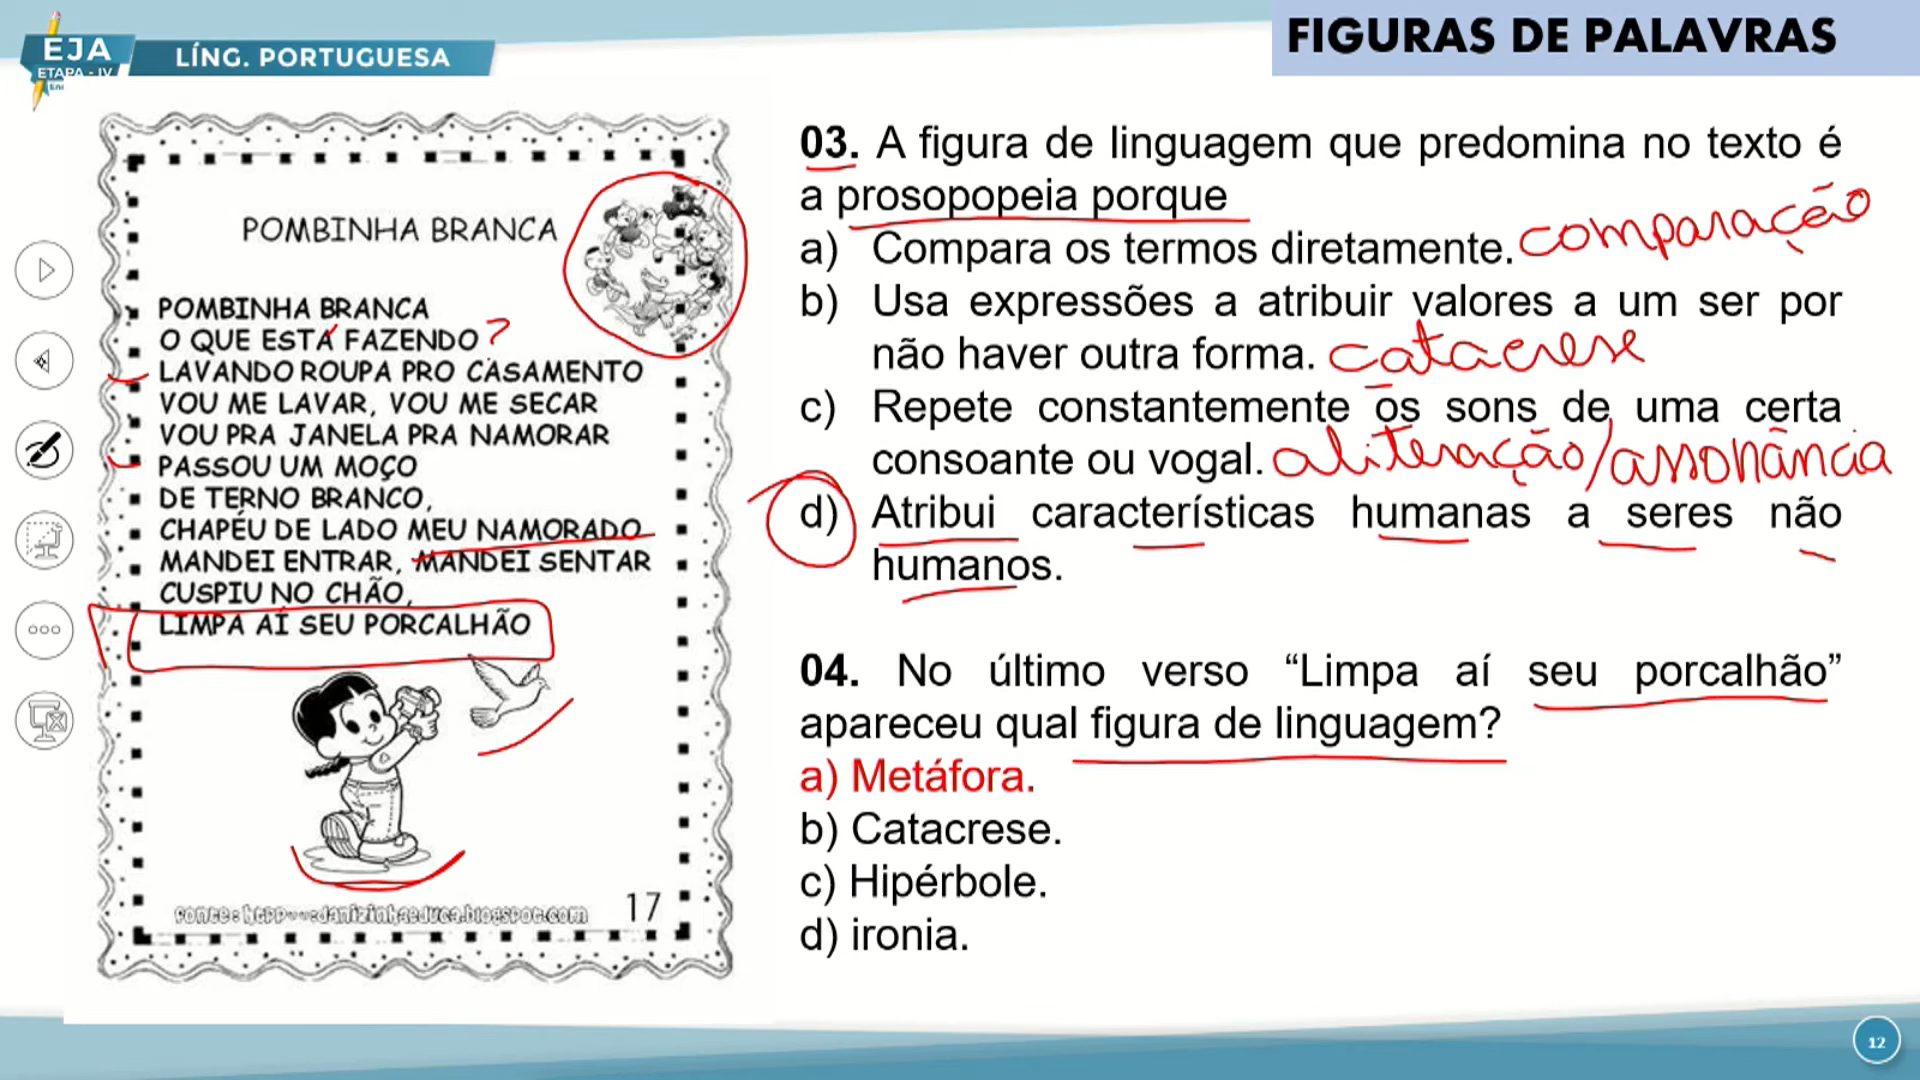 FIGURAS DE PALAVRAS
EJA
ETAPA - IV
LÍNG. PORTUGUESA
POMBINHA BRANCA
POMBINHA BRANCA
O QUE ESTÁ FAZENDO ?
LAVANDO ROUPA PRO CASAMENTO
VOU ME LAVAR, VOU ME SECAR
VOU PRA JANELA PRA NAMORAR
PASSOU UM MOÇO
DE TERNO BRANCO,
CHAPÉU DE LADO MEU NAMORADO
MANDEI ENTRAR, MANDEI SENTAR
CUSPIU NO CHÃO,
LIMPA AÍ SEU PORCALHÃO
17
03. A figura de linguagem que predomina no texto é
a prosopopeia porque
a) Compara os termos diretamente. comparação
b) Usa expressões a atribuir valores a um ser por
não haver outra forma. catacrese
c) Repete constantemente os sons de uma certa
consoante ou vogal. aliteração/assonância
d) Atribui características humanas a seres não
humanos.
04. No último verso “Limpa aí seu porcalhão”
apareceu qual figura de linguagem?
a) Metáfora.
b) Catacrese.
c) Hipérbole.
d) ironia.
12